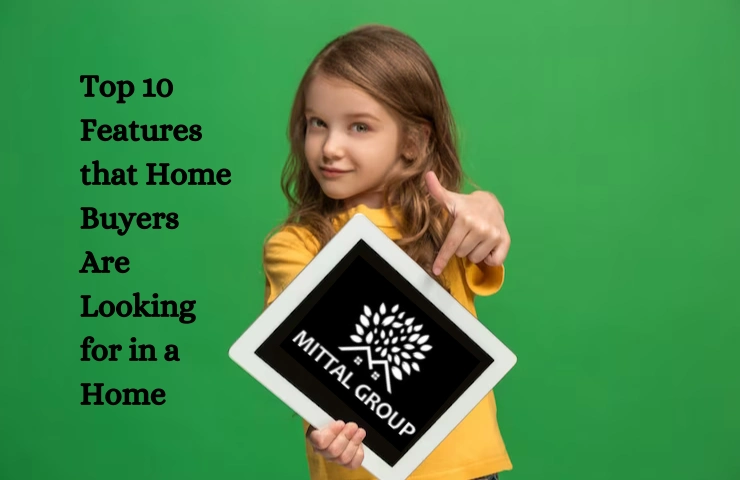 Top 10
Features
that Home
Buyers
Are
Looking
for in a
Home
MITTAL GROUP